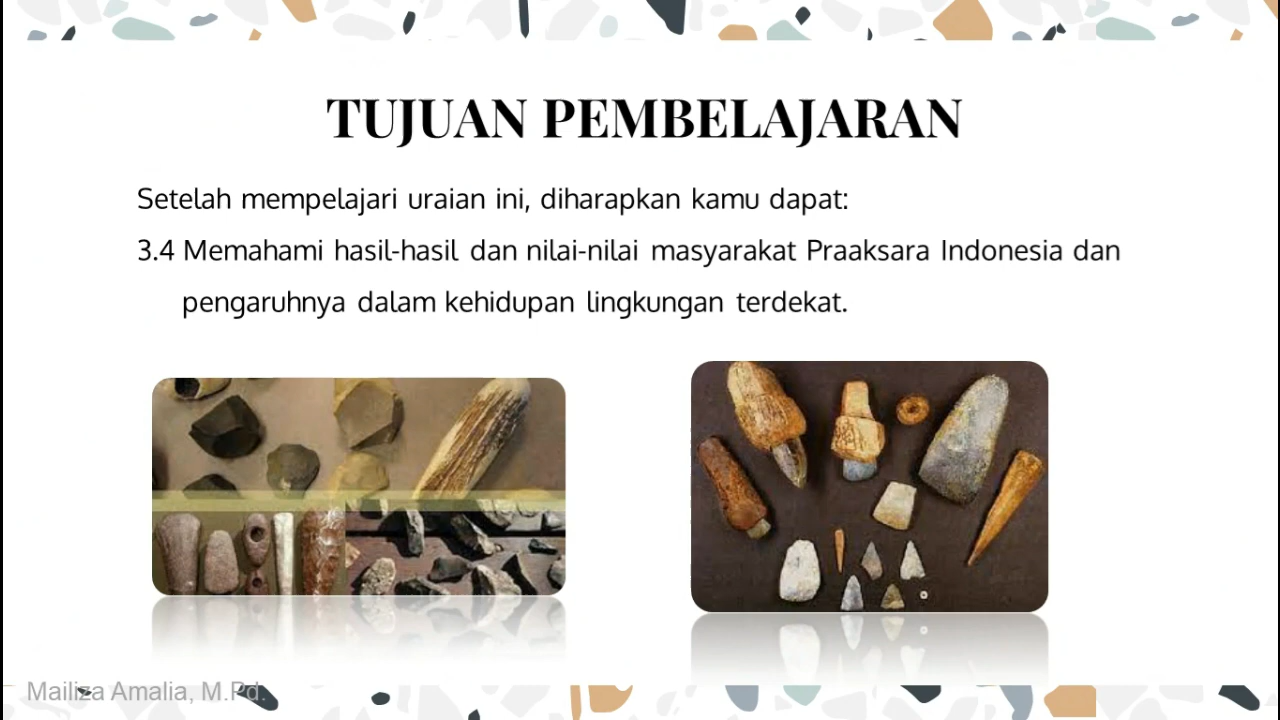 TUJUAN PEMBELAJARAN
Setelah mempelajari uraian ini, diharapkan kamu dapat:
3.4 Memahami hasil-hasil dan nilai-nilai masyarakat Praaksara Indonesia dan
pengaruhnya dalam kehidupan lingkungan terdekat.
Mailiza Amalia, M.Pd.